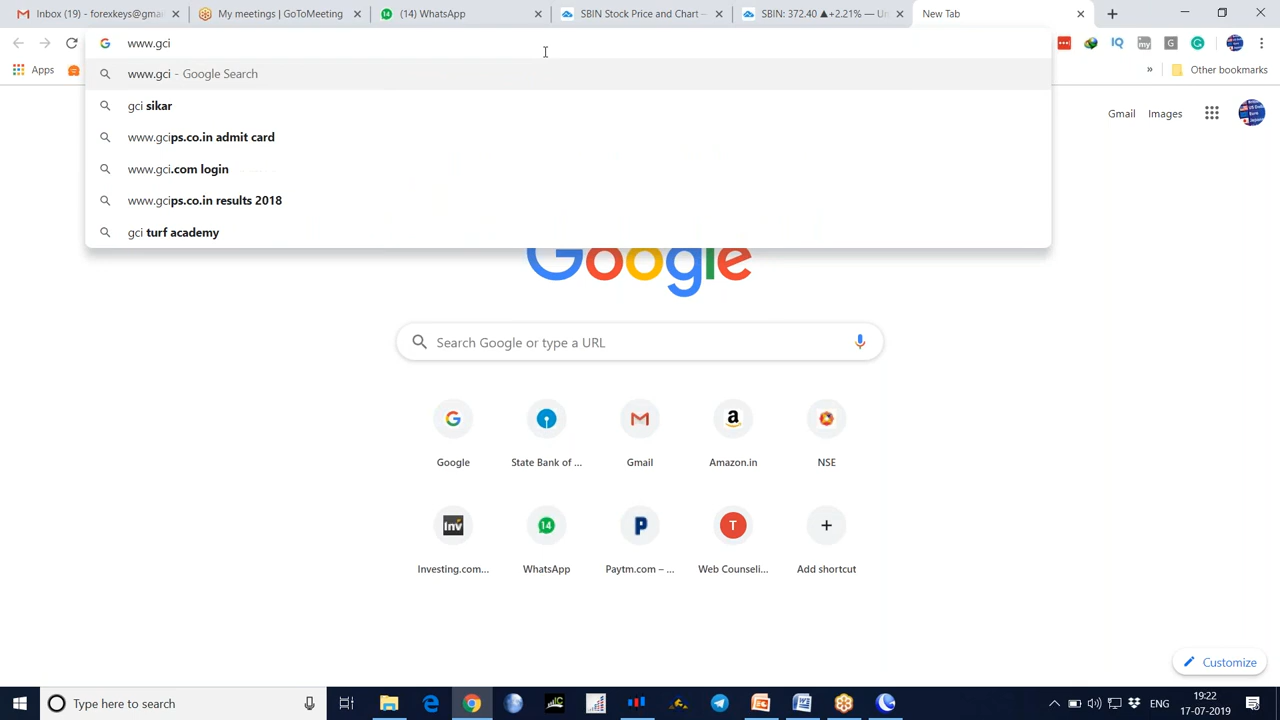 Inbox (19) - forexkeys@gmail.c
My meetings | GoToMeeting
(14) WhatsApp
SBIN Stock Price and Chart —
SBIN: 372.40 ▲+2.21% — Un
New Tab
www.gci
Apps
»
Other bookmarks
www.gci - Google Search
gci sikar
www.gcips.co.in admit card
www.gci.com login
www.gcips.co.in results 2018
gci turf academy
Gmail
Images
Google
Search Google or type a URL
Google
State Bank of ...
Gmail
Amazon.in
NSE
Investing.com...
WhatsApp
Paytm.com – ...
Web Counseli...
Add shortcut
Customize
Type here to search
ENG
19:22
17-07-2019